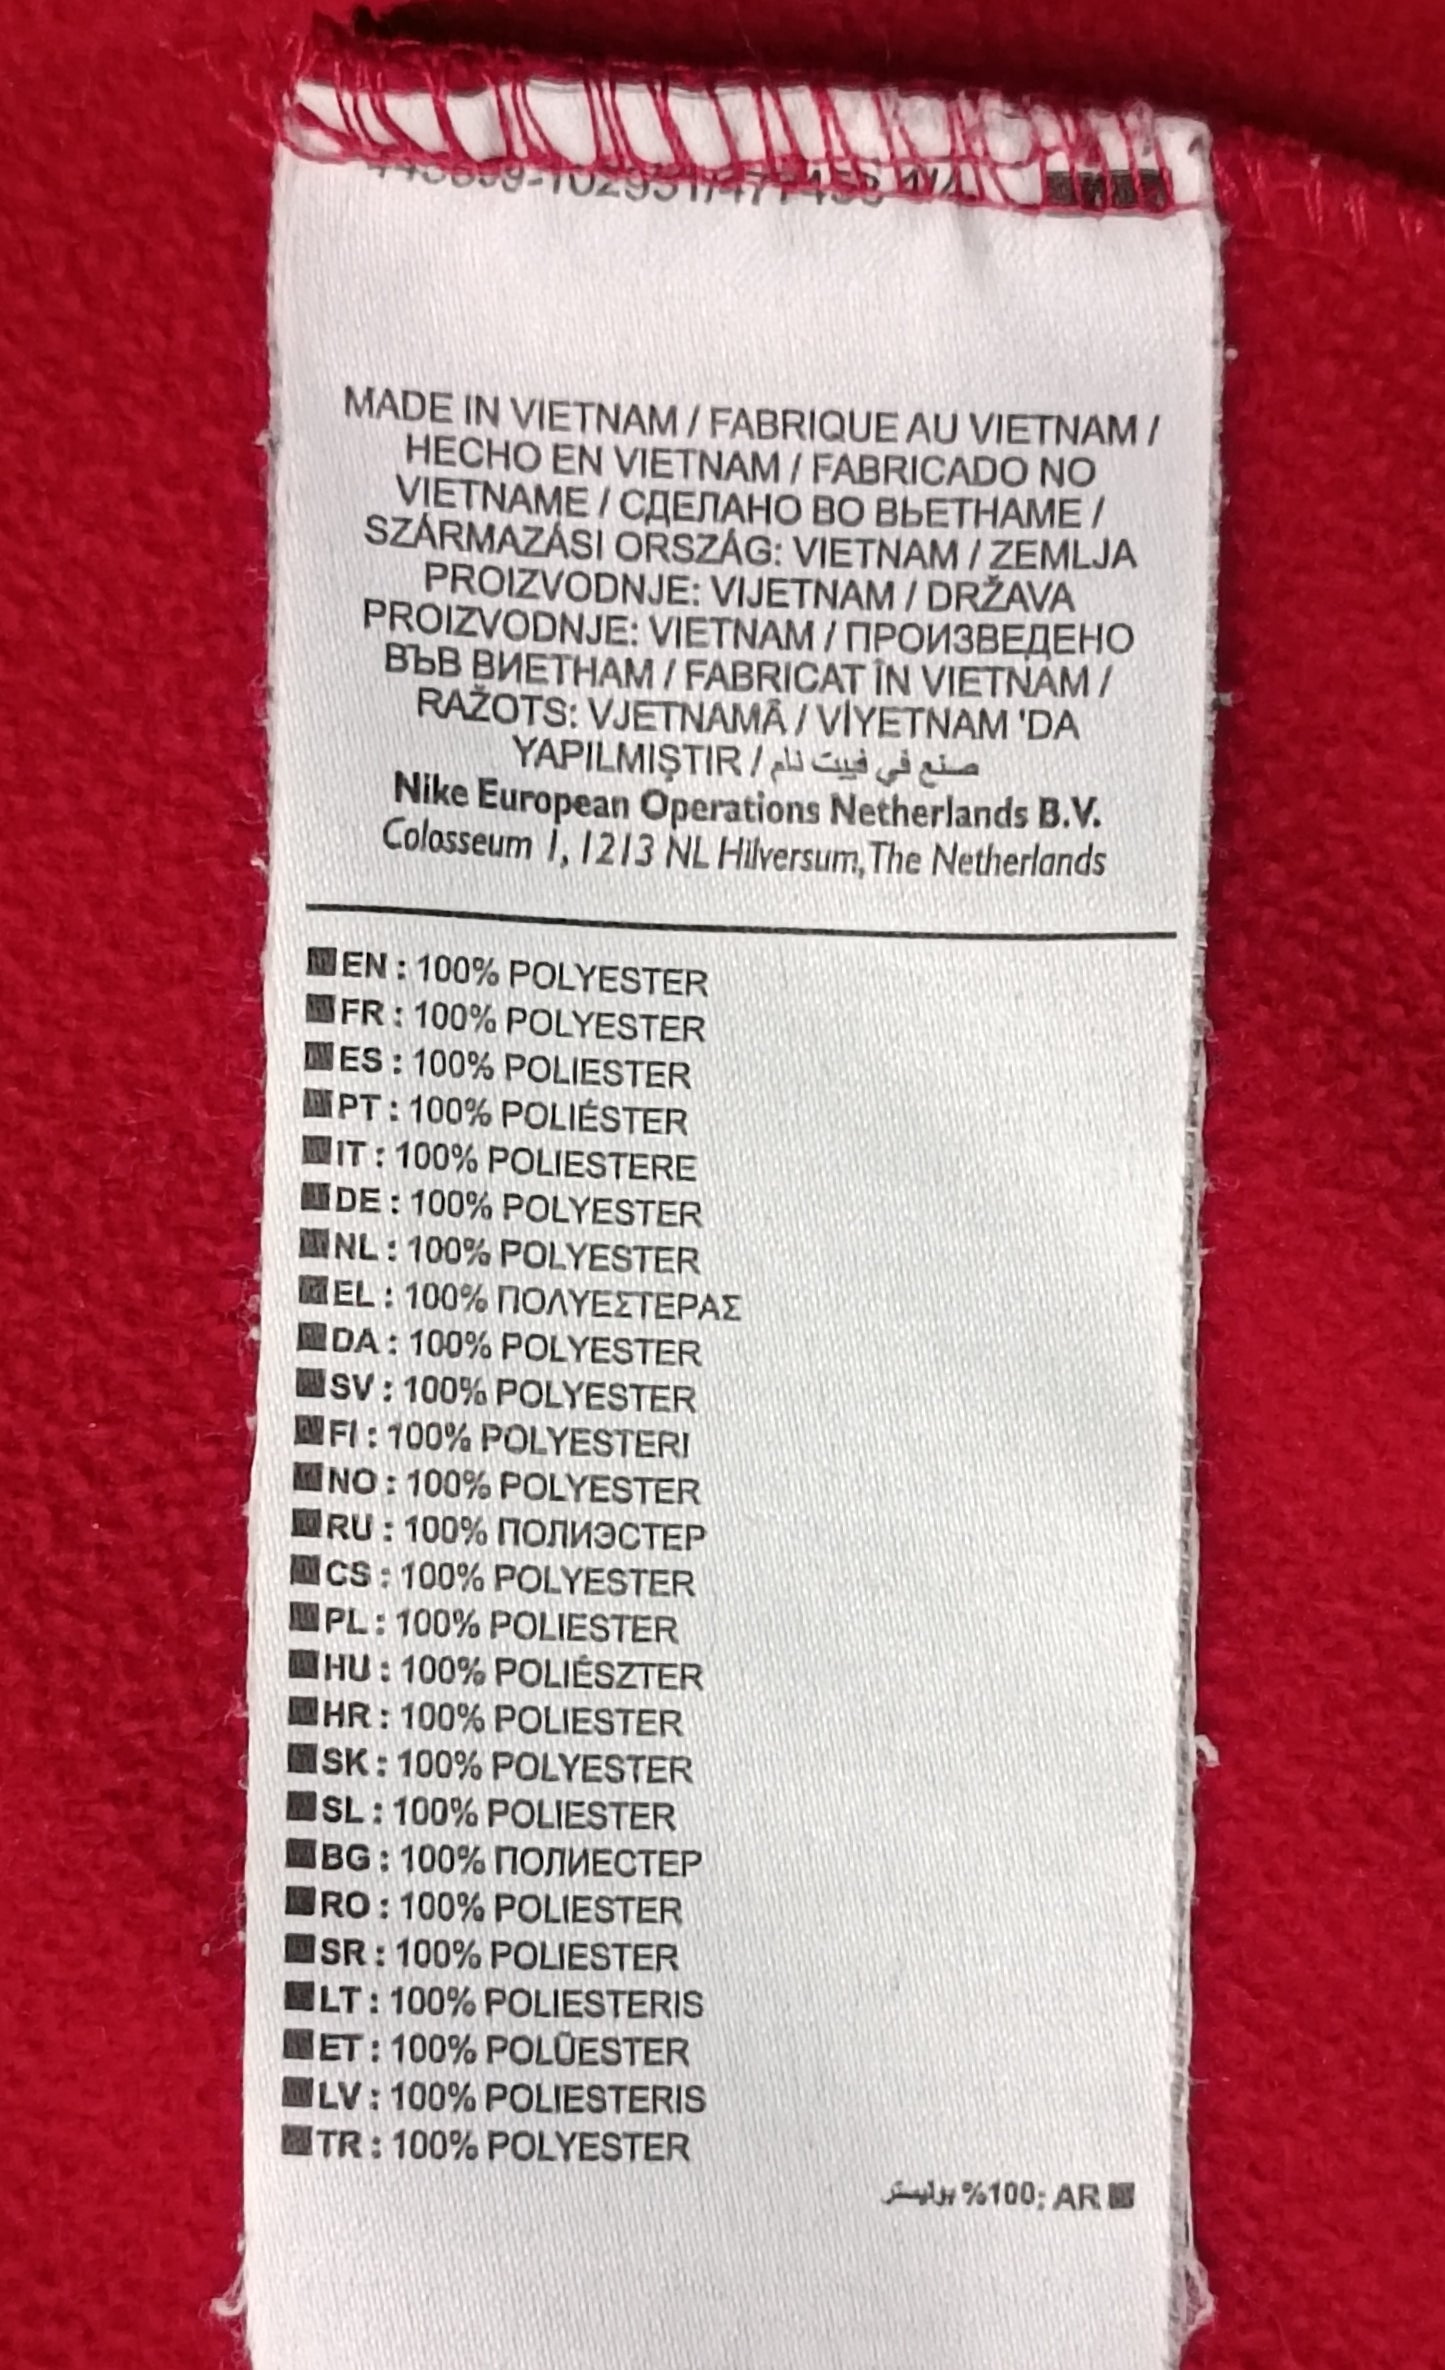 MADE IN VIETNAM / FABRIQUE AU VIETNAM /
HECHO EN VIETNAM / FABRICADO NO
VIETNAME / СДЕЛАНО ВО ВЬЕТНАМЕ /
SZÁRMAZÁSI ORSZÁG: VIETNAM / ZEMLJA
PROIZVODNJE: VIJETNAM / DRŽAVA
PROIZVODNJE: VIETNAM / ПРОИЗВЕДЕНО
ВЪВ ВИЕТНАМ / FABRICAT ÎN VIETNAM /
RAŽOTS: VJETNAMĀ / VİYETNAM 'DA
YAPILMIŞTIR / صنع في فييت نام
Nike European Operations Netherlands B.V.
Colosseum 1, 1213 NL Hilversum, The Netherlands
EN : 100% POLYESTER
FR : 100% POLYESTER
ES : 100% POLIESTER
PT : 100% POLIÉSTER
IT : 100% POLIESTERE
DE : 100% POLYESTER
NL : 100% POLYESTER
EL : 100% ΠΟΛΥΕΣΤΕΡΑΣ
DA : 100% POLYESTER
SV : 100% POLYESTER
FI : 100% POLYESTERI
NO : 100% POLYESTER
RU : 100% ПОЛИЭСТЕР
CS : 100% POLYESTER
PL : 100% POLIESTER
HU : 100% POLIÉSZTER
HR : 100% POLIESTER
SK : 100% POLYESTER
SL : 100% POLIESTER
BG : 100% ПОЛИЕСТЕР
RO : 100% POLIESTER
SR : 100% POLIESTER
LT : 100% POLIESTERIS
ET : 100% POLÜESTER
LV : 100% POLIESTERIS
TR : 100% POLYESTER
AR :100% بوليستر